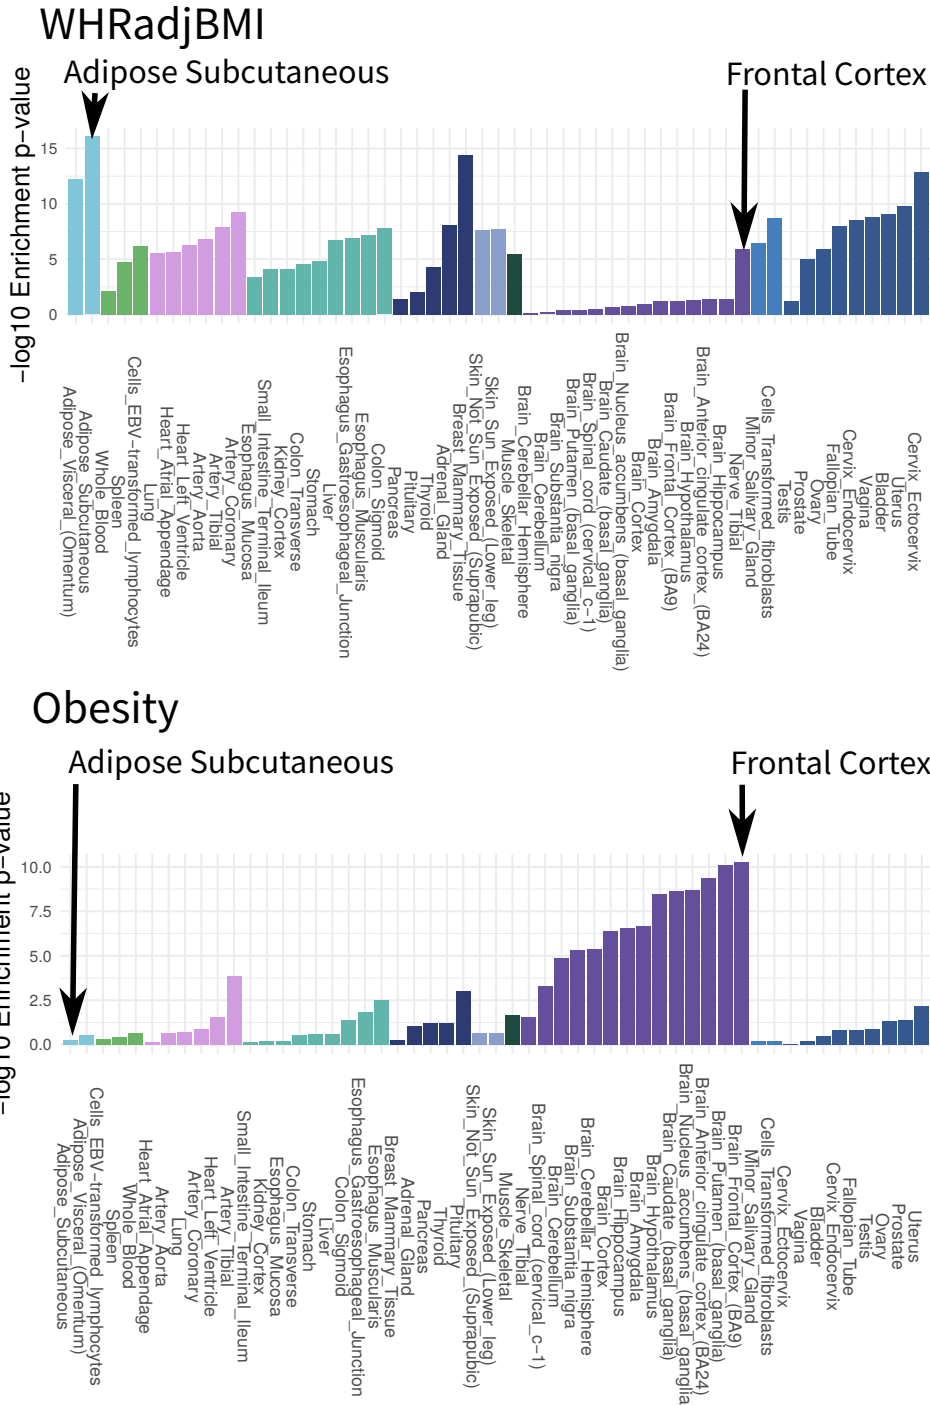 WHRadjBMI
Adipose Subcutaneous
Frontal Cortex
−log10 Enrichment p−value
15
10
5
0
Adipose_Visceral_(Omentum)
Adipose_Subcutaneous
Whole_Blood
Spleen
Cells_EBV−transformed_lymphocytes
Lung
Heart_Atrial_Appendage
Heart_Left_Ventricle
Artery_Aorta
Artery_Tibial
Artery_Coronary
Esophagus_Mucosa
Small_Intestine_Terminal_Ileum
Kidney_Cortex
Colon_Transverse
Stomach
Liver
Esophagus_Gastroesophageal_Junction
Esophagus_Muscularis
Colon_Sigmoid
Pancreas
Pituitary
Thyroid
Adrenal_Gland
Breast_Mammary_Tissue
Skin_Not_Sun_Exposed_(Suprapubic)
Skin_Sun_Exposed_(Lower_leg)
Muscle_Skeletal
Brain_Cerebellar_Hemisphere
Brain_Cerebellum
Brain_Substantia_nigra
Brain_Putamen_(basal_ganglia)
Brain_Spinal_cord_(cervical_c−1)
Brain_Caudate_(basal_ganglia)
Brain_Nucleus_accumbens_(basal_ganglia)
Brain_Cortex
Brain_Amygdala
Brain_Frontal_Cortex_(BA9)
Brain_Hypothalamus
Brain_Anterior_cingulate_cortex_(BA24)
Brain_Hippocampus
Nerve_Tibial
Minor_Salivary_Gland
Cells_Transformed_fibroblasts
Testis
Prostate
Ovary
Fallopian_Tube
Cervix_Endocervix
Vagina
Bladder
Uterus
Cervix_Ectocervix
Obesity
Adipose Subcutaneous
Frontal Cortex
−log10 Enrichment p−value
10.0
7.5
5.0
2.5
0.0
Adipose_Subcutaneous
Adipose_Visceral_(Omentum)
Cells_EBV−transformed_lymphocytes
Spleen
Whole_Blood
Heart_Atrial_Appendage
Artery_Aorta
Lung
Artery_Coronary
Heart_Left_Ventricle
Artery_Tibial
Small_Intestine_Terminal_Ileum
Kidney_Cortex
Esophagus_Mucosa
Colon_Transverse
Stomach
Liver
Colon_Sigmoid
Esophagus_Gastroesophageal_Junction
Esophagus_Muscularis
Breast_Mammary_Tissue
Adrenal_Gland
Pancreas
Thyroid
Pituitary
Skin_Not_Sun_Exposed_(Suprapubic)
Skin_Sun_Exposed_(Lower_leg)
Muscle_Skeletal
Nerve_Tibial
Brain_Spinal_cord_(cervical_c−1)
Brain_Cerebellum
Brain_Substantia_nigra
Brain_Cerebellar_Hemisphere
Brain_Cortex
Brain_Hippocampus
Brain_Amygdala
Brain_Hypothalamus
Brain_Caudate_(basal_ganglia)
Brain_Nucleus_accumbens_(basal_ganglia
Brain_Anterior_cingulate_cortex_(BA24)
Brain_Putamen_(basal_ganglia)
Brain_Frontal_Cortex_(BA9)
Minor_Salivary_Gland
Cells_Transformed_fibroblasts
Cervix_Ectocervix
Vagina
Bladder
Cervix_Endocervix
Fallopian_Tube
Testis
Ovary
Prostate
Uterus